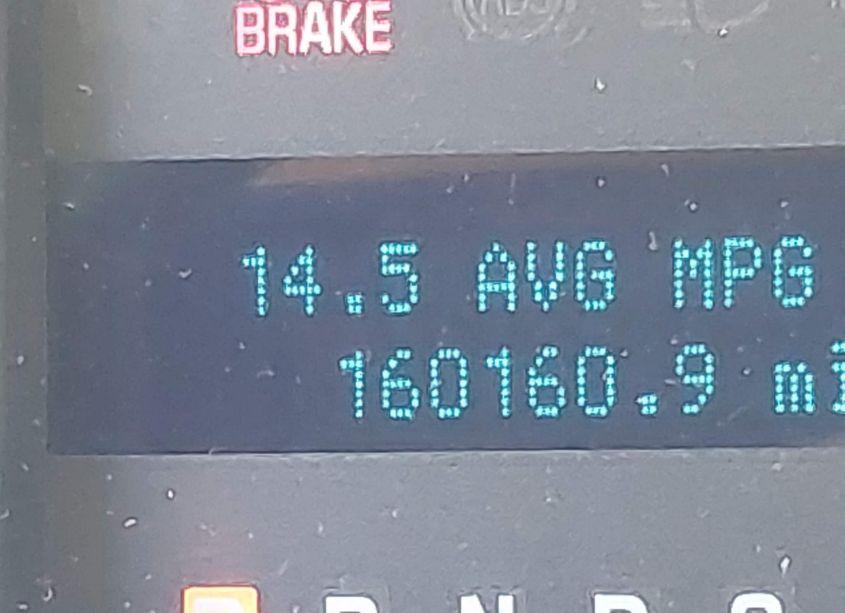 BRAKE
14.5 AVG MPG
160160.9 mi
P R N D